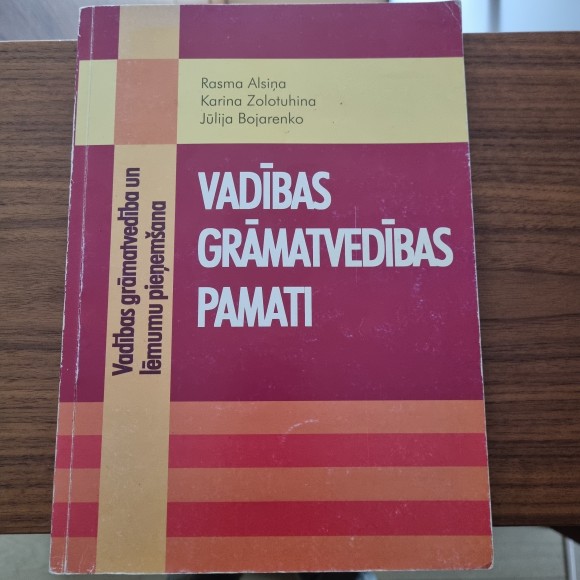 Rasma Alsiņa
Karina Zolotuhina
Jūlija Bojarenko
VADĪBAS
GRĀMATVEDĪBAS
PAMATI
Vadības grāmatvedība un
lēmumu pieņemšana